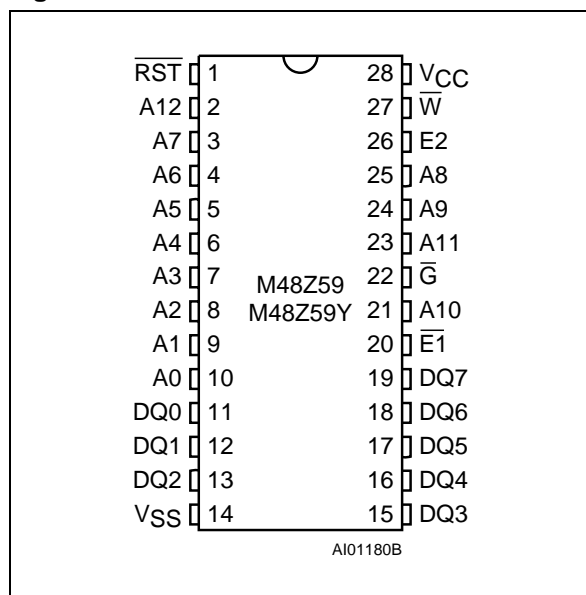 R̅S̅T̅ 1 28 VCC
A12 2 27 W̅
A7 3 26 E2
A6 4 25 A8
A5 5 24 A9
A4 6 23 A11
A3 7 22 G̅
A2 8 21 A10
A1 9 20 E̅1̅
A0 10 19 DQ7
DQ0 11 18 DQ6
DQ1 12 17 DQ5
DQ2 13 16 DQ4
VSS 14 15 DQ3
M48Z59
M48Z59Y
AI01180B